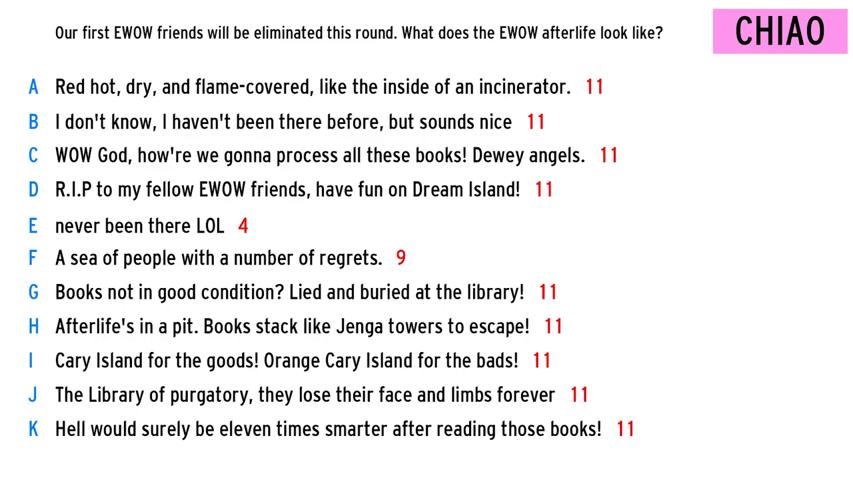 Our first EWOW friends will be eliminated this round. What does the EWOW afterlife look like?
CHIAO
A Red hot, dry, and flame-covered, like the inside of an incinerator. 11
B I don't know, I haven't been there before, but sounds nice 11
C WOW God, how're we gonna process all these books! Dewey angels. 11
D R.I.P to my fellow EWOW friends, have fun on Dream Island! 11
E never been there LOL 4
F A sea of people with a number of regrets. 9
G Books not in good condition? Lied and buried at the library! 11
H Afterlife's in a pit. Books stack like Jenga towers to escape! 11
I Cary Island for the goods! Orange Cary Island for the bads! 11
J The Library of purgatory, they lose their face and limbs forever 11
K Hell would surely be eleven times smarter after reading those books! 11